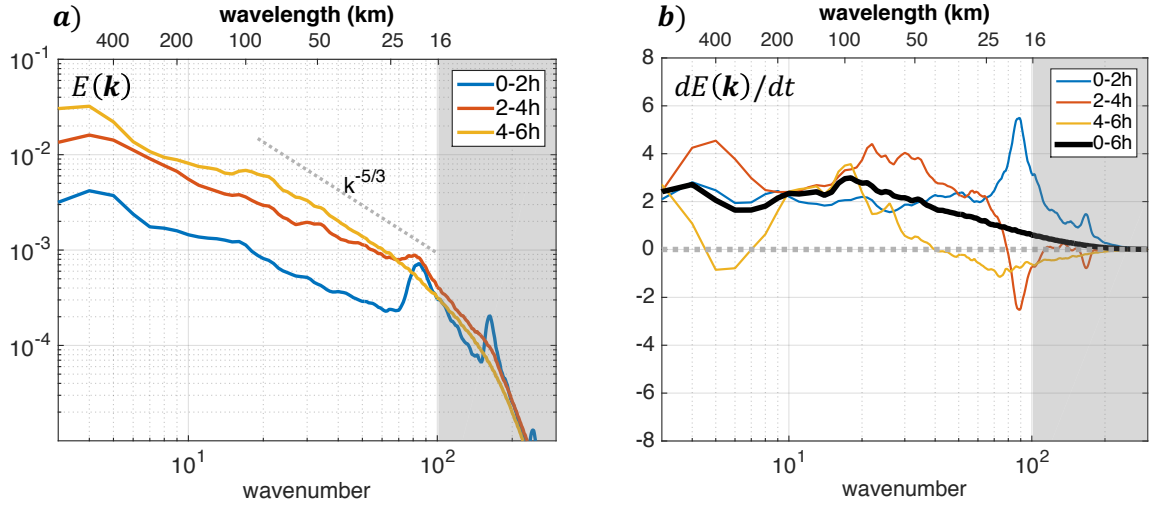 a)
wavelength (km)
400 200 100 50 25 16
10^-1
10^-2
10^-3
10^-4
E(k)
0-2h
2-4h
4-6h
k^-5/3
10^1 10^2
wavenumber
b)
wavelength (km)
400 200 100 50 25 16
8
6
4
2
0
-2
-4
-6
-8
dE(k)/dt
0-2h
2-4h
4-6h
0-6h
10^1 10^2
wavenumber